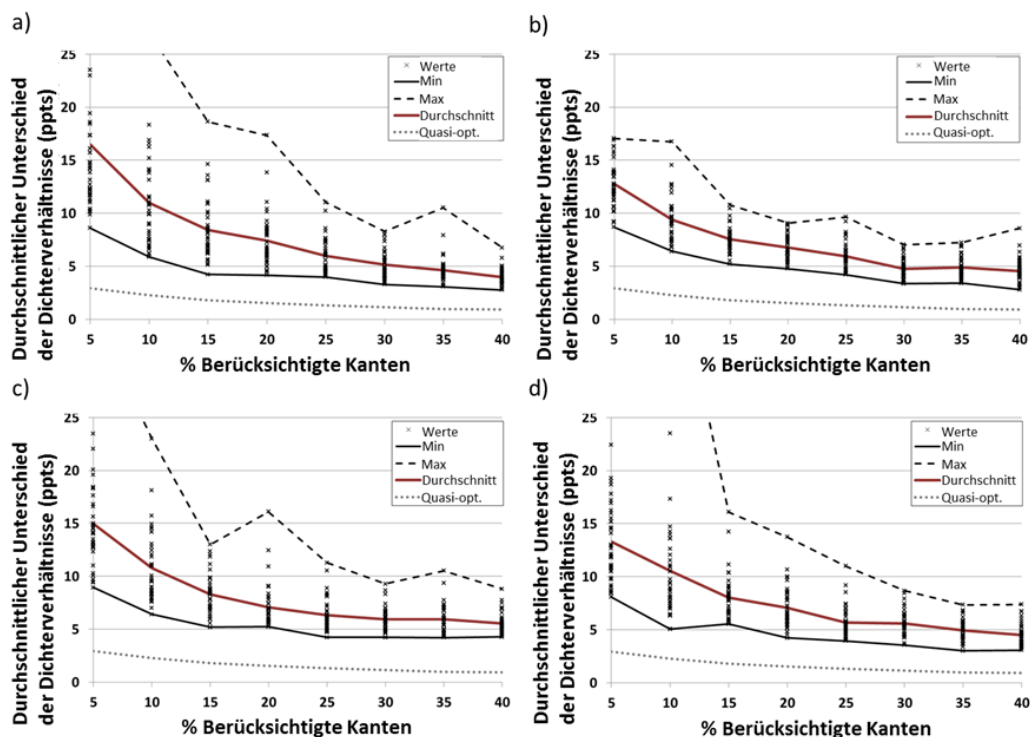 a)
Durchschnittlicher Unterschied
der Dichterverhältnisse (ppts)
25
20
15
10
5
0
5 10 15 20 25 30 35 40
% Berücksichtigte Kanten
Werte
Min
Max
Durchschnitt
Quasi-opt.
b)
Durchschnittlicher Unterschied
der Dichterverhältnisse (ppts)
25
20
15
10
5
0
5 10 15 20 25 30 35 40
% Berücksichtigte Kanten
Werte
Min
Max
Durchschnitt
Quasi-opt.
c)
Durchschnittlicher Unterschied
der Dichterverhältnisse (ppts)
25
20
15
10
5
0
5 10 15 20 25 30 35 40
% Berücksichtigte Kanten
Werte
Min
Max
Durchschnitt
Quasi-opt.
d)
Durchschnittlicher Unterschied
der Dichterverhältnisse (ppts)
25
20
15
10
5
0
5 10 15 20 25 30 35 40
% Berücksichtigte Kanten
Werte
Min
Max
Durchschnitt
Quasi-opt.